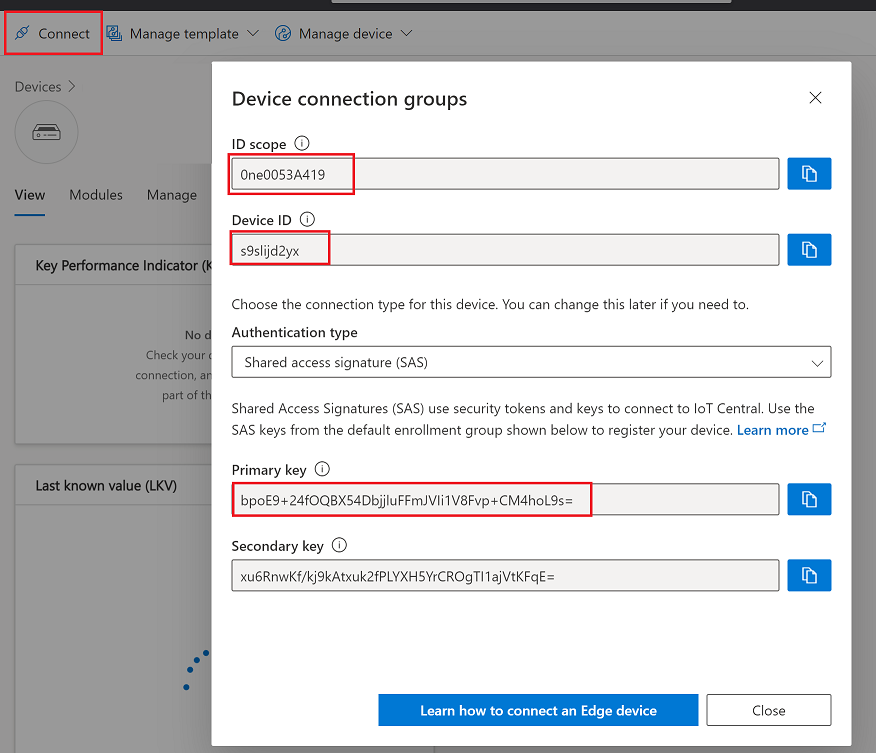 Connect Manage template Manage device
Devices
View Modules Manage
Key Performance Indicator (K
No d
Check your d
connection, an
part of th
Last known value (LKV)
Device connection groups
ID scope
0ne0053A419
Device ID
s9slijd2yx
Choose the connection type for this device. You can change this later if you need to.
Authentication type
Shared access signature (SAS)
Shared Access Signatures (SAS) use security tokens and keys to connect to IoT Central. Use the
SAS keys from the default enrollment group shown below to register your device. Learn more
Primary key
bpoE9+24fOQBX54DbjjluFFmJVIi1V8Fvp+CM4hoL9s=
Secondary key
xu6RnwKf/kj9kAtxuk2fPLYXH5YrCROgTI1ajVtKFqE=
Learn how to connect an Edge device Close